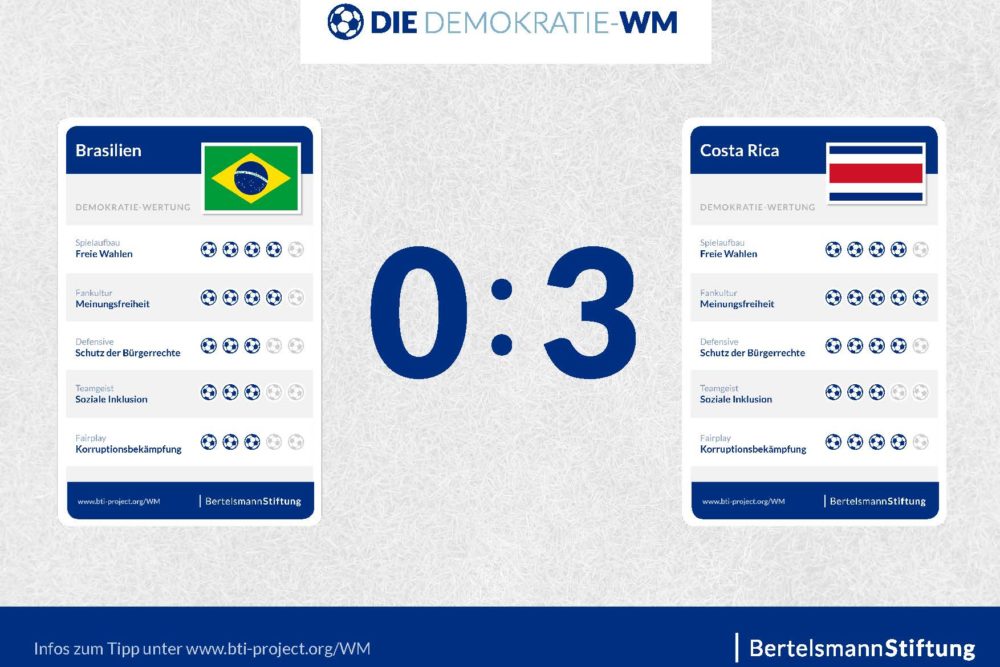 DIE DEMOKRATIE-WM
Brasilien
DEMOKRATIE-WERTUNG
Spielaufbau
Freie Wahlen
Fankultur
Meinungsfreiheit
Defensive
Schutz der Bürgerrechte
Teamgeist
Soziale Inklusion
Fairplay
Korruptionsbekämpfung
www.bti-project.org/WM
BertelsmannStiftung
0:3
Costa Rica
DEMOKRATIE-WERTUNG
Spielaufbau
Freie Wahlen
Fankultur
Meinungsfreiheit
Defensive
Schutz der Bürgerrechte
Teamgeist
Soziale Inklusion
Fairplay
Korruptionsbekämpfung
www.bti-project.org/WM
BertelsmannStiftung
Infos zum Tipp unter www.bti-project.org/WM
BertelsmannStiftung